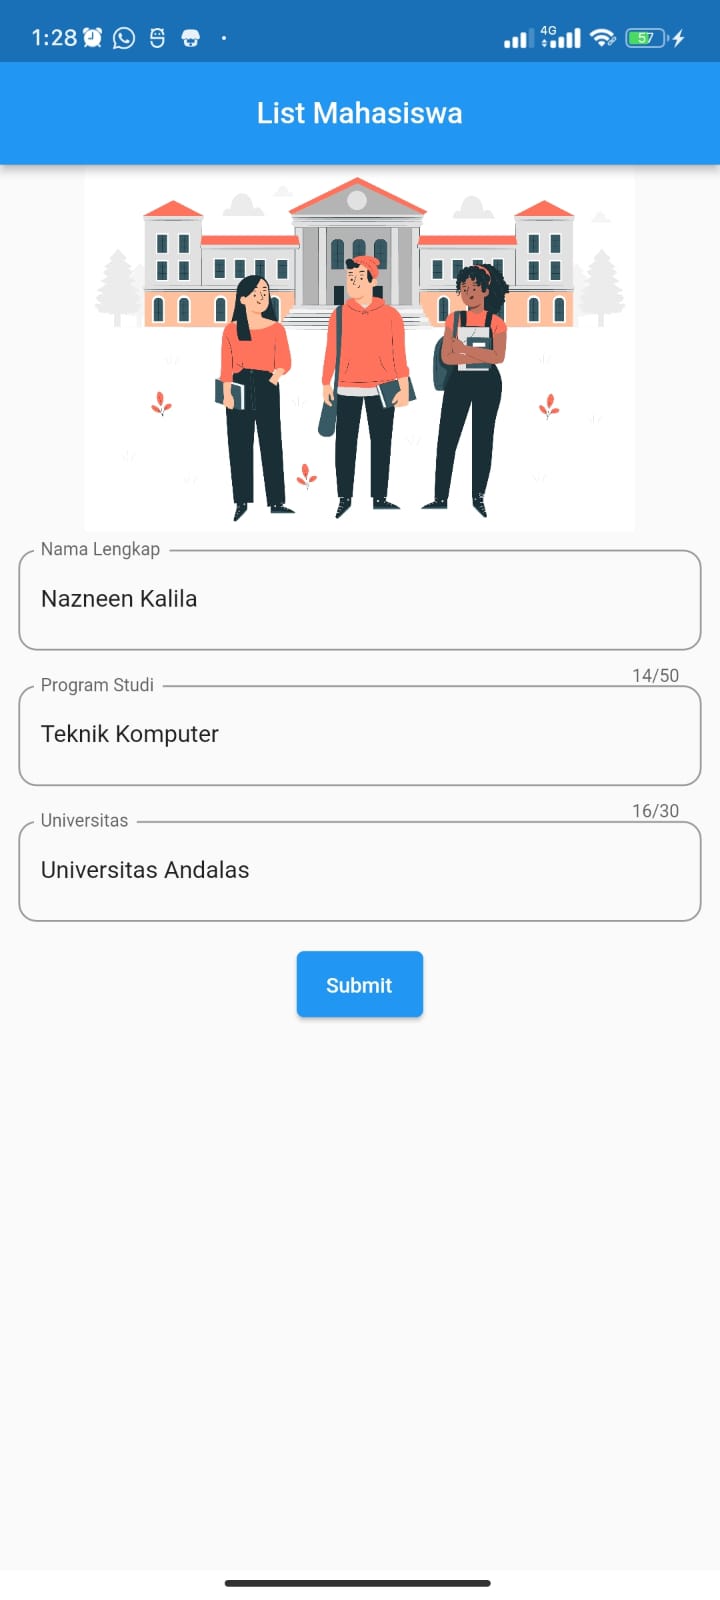 1:28
4G
57
List Mahasiswa
Nama Lengkap
Nazneen Kalila
14/50
Program Studi
Teknik Komputer
16/30
Universitas
Universitas Andalas
Submit